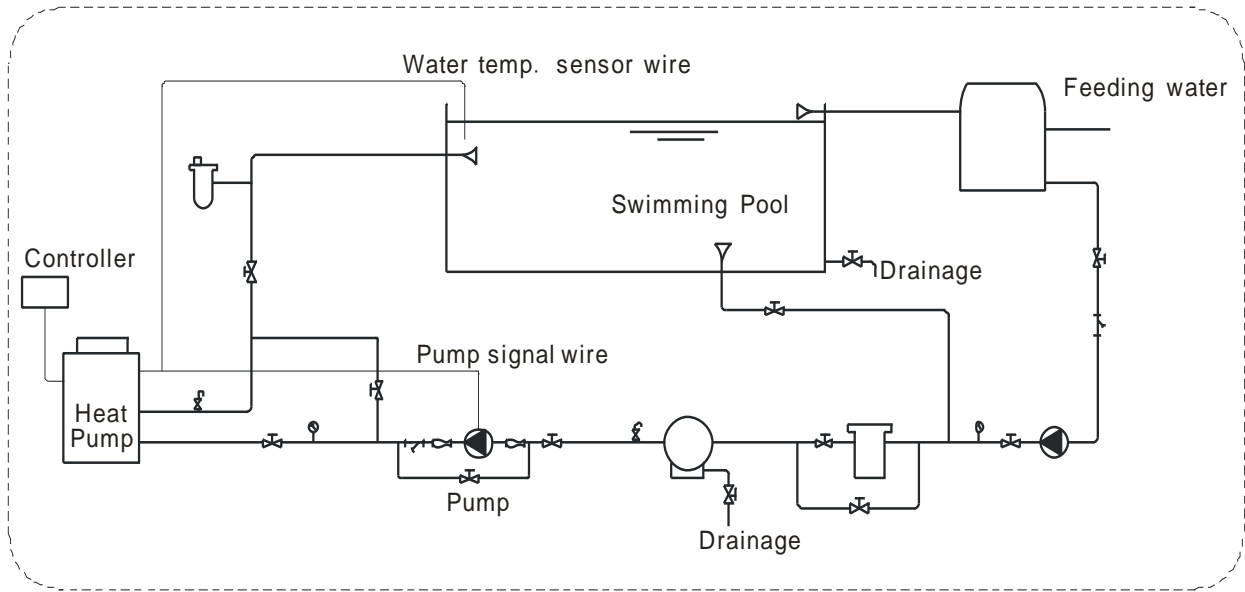 Water temp. sensor wire
Feeding water
Swimming Pool
Controller
Drainage
Pump signal wire
Heat
Pump
Pump
Drainage